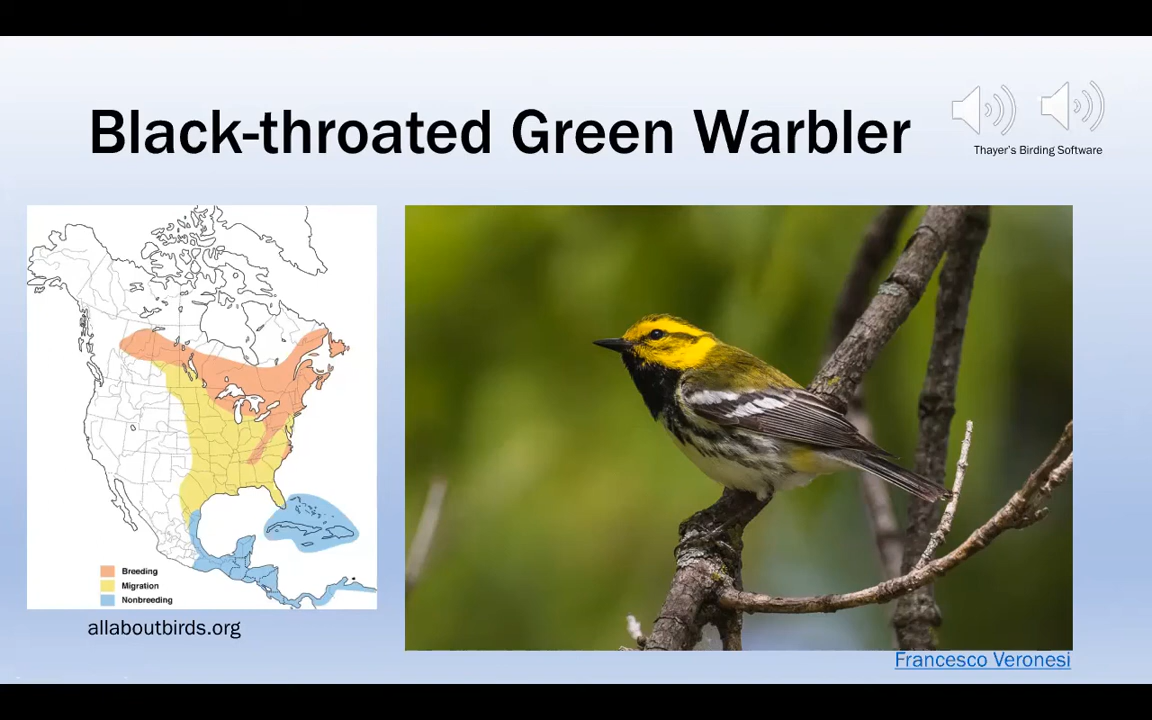 Black-throated Green Warbler
Thayer's Birding Software
Breeding
Migration
Nonbreeding
allaboutbirds.org
Francesco Veronesi